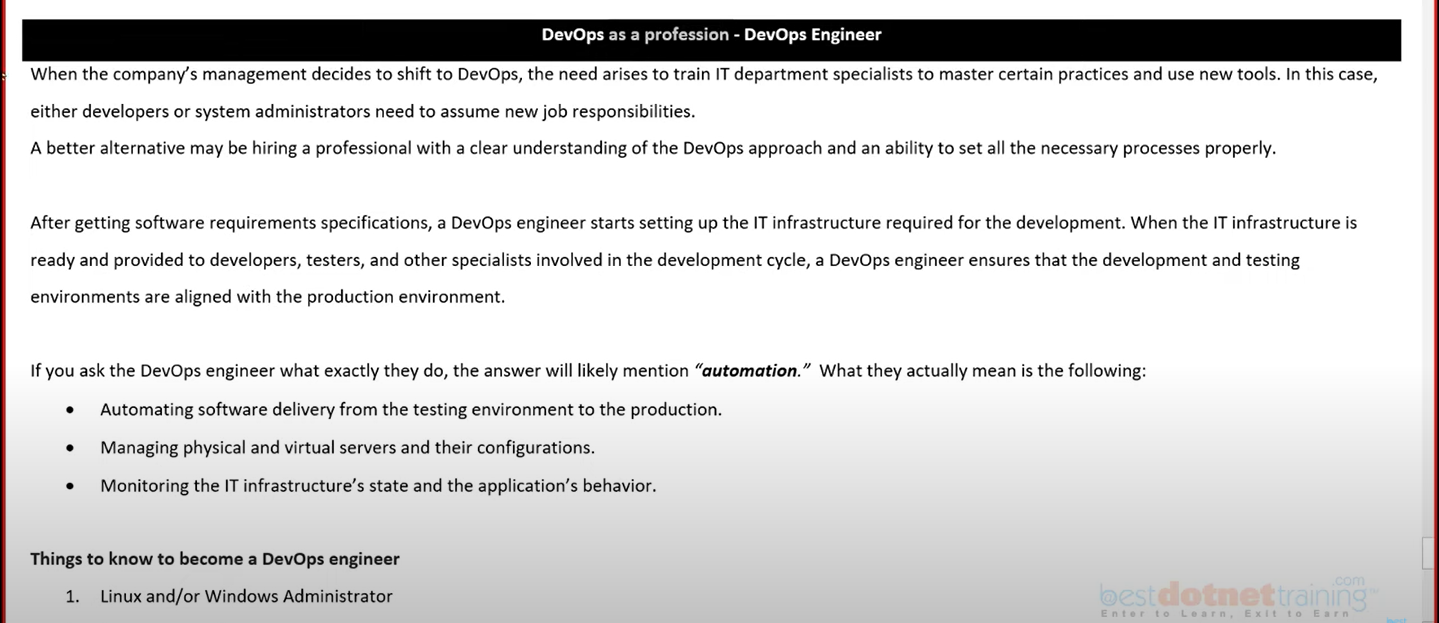 DevOps as a profession - DevOps Engineer
When the company's management decides to shift to DevOps, the need arises to train IT department specialists to master certain practices and use new tools. In this case,
either developers or system administrators need to assume new job responsibilities.
A better alternative may be hiring a professional with a clear understanding of the DevOps approach and an ability to set all the necessary processes properly.
After getting software requirements specifications, a DevOps engineer starts setting up the IT infrastructure required for the development. When the IT infrastructure is
ready and provided to developers, testers, and other specialists involved in the development cycle, a DevOps engineer ensures that the development and testing
environments are aligned with the production environment.
If you ask the DevOps engineer what exactly they do, the answer will likely mention “automation.” What they actually mean is the following:
• Automating software delivery from the testing environment to the production.
• Managing physical and virtual servers and their configurations.
• Monitoring the IT infrastructure's state and the application's behavior.
Things to know to become a DevOps engineer
1. Linux and/or Windows Administrator
bestdotnettraining.com
Enter to Learn, Exit to Earn
best